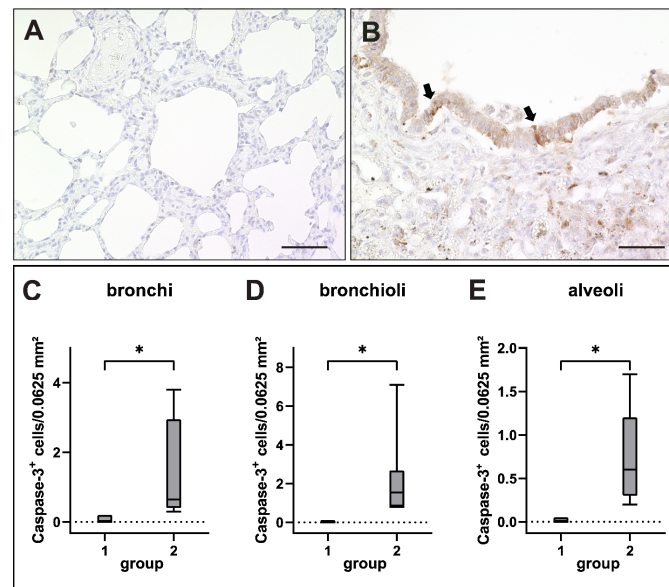 A
B
C bronchi
D bronchioli
E alveoli
Caspase-3⁺ cells/0.0625 mm²
4
2
0
*
1 2
group
Caspase-3⁺ cells/0.0625 mm²
8
6
4
2
0
*
1 2
group
Caspase-3⁺ cells/0.0625 mm²
2.0
1.5
1.0
0.5
0.0
*
1 2
group